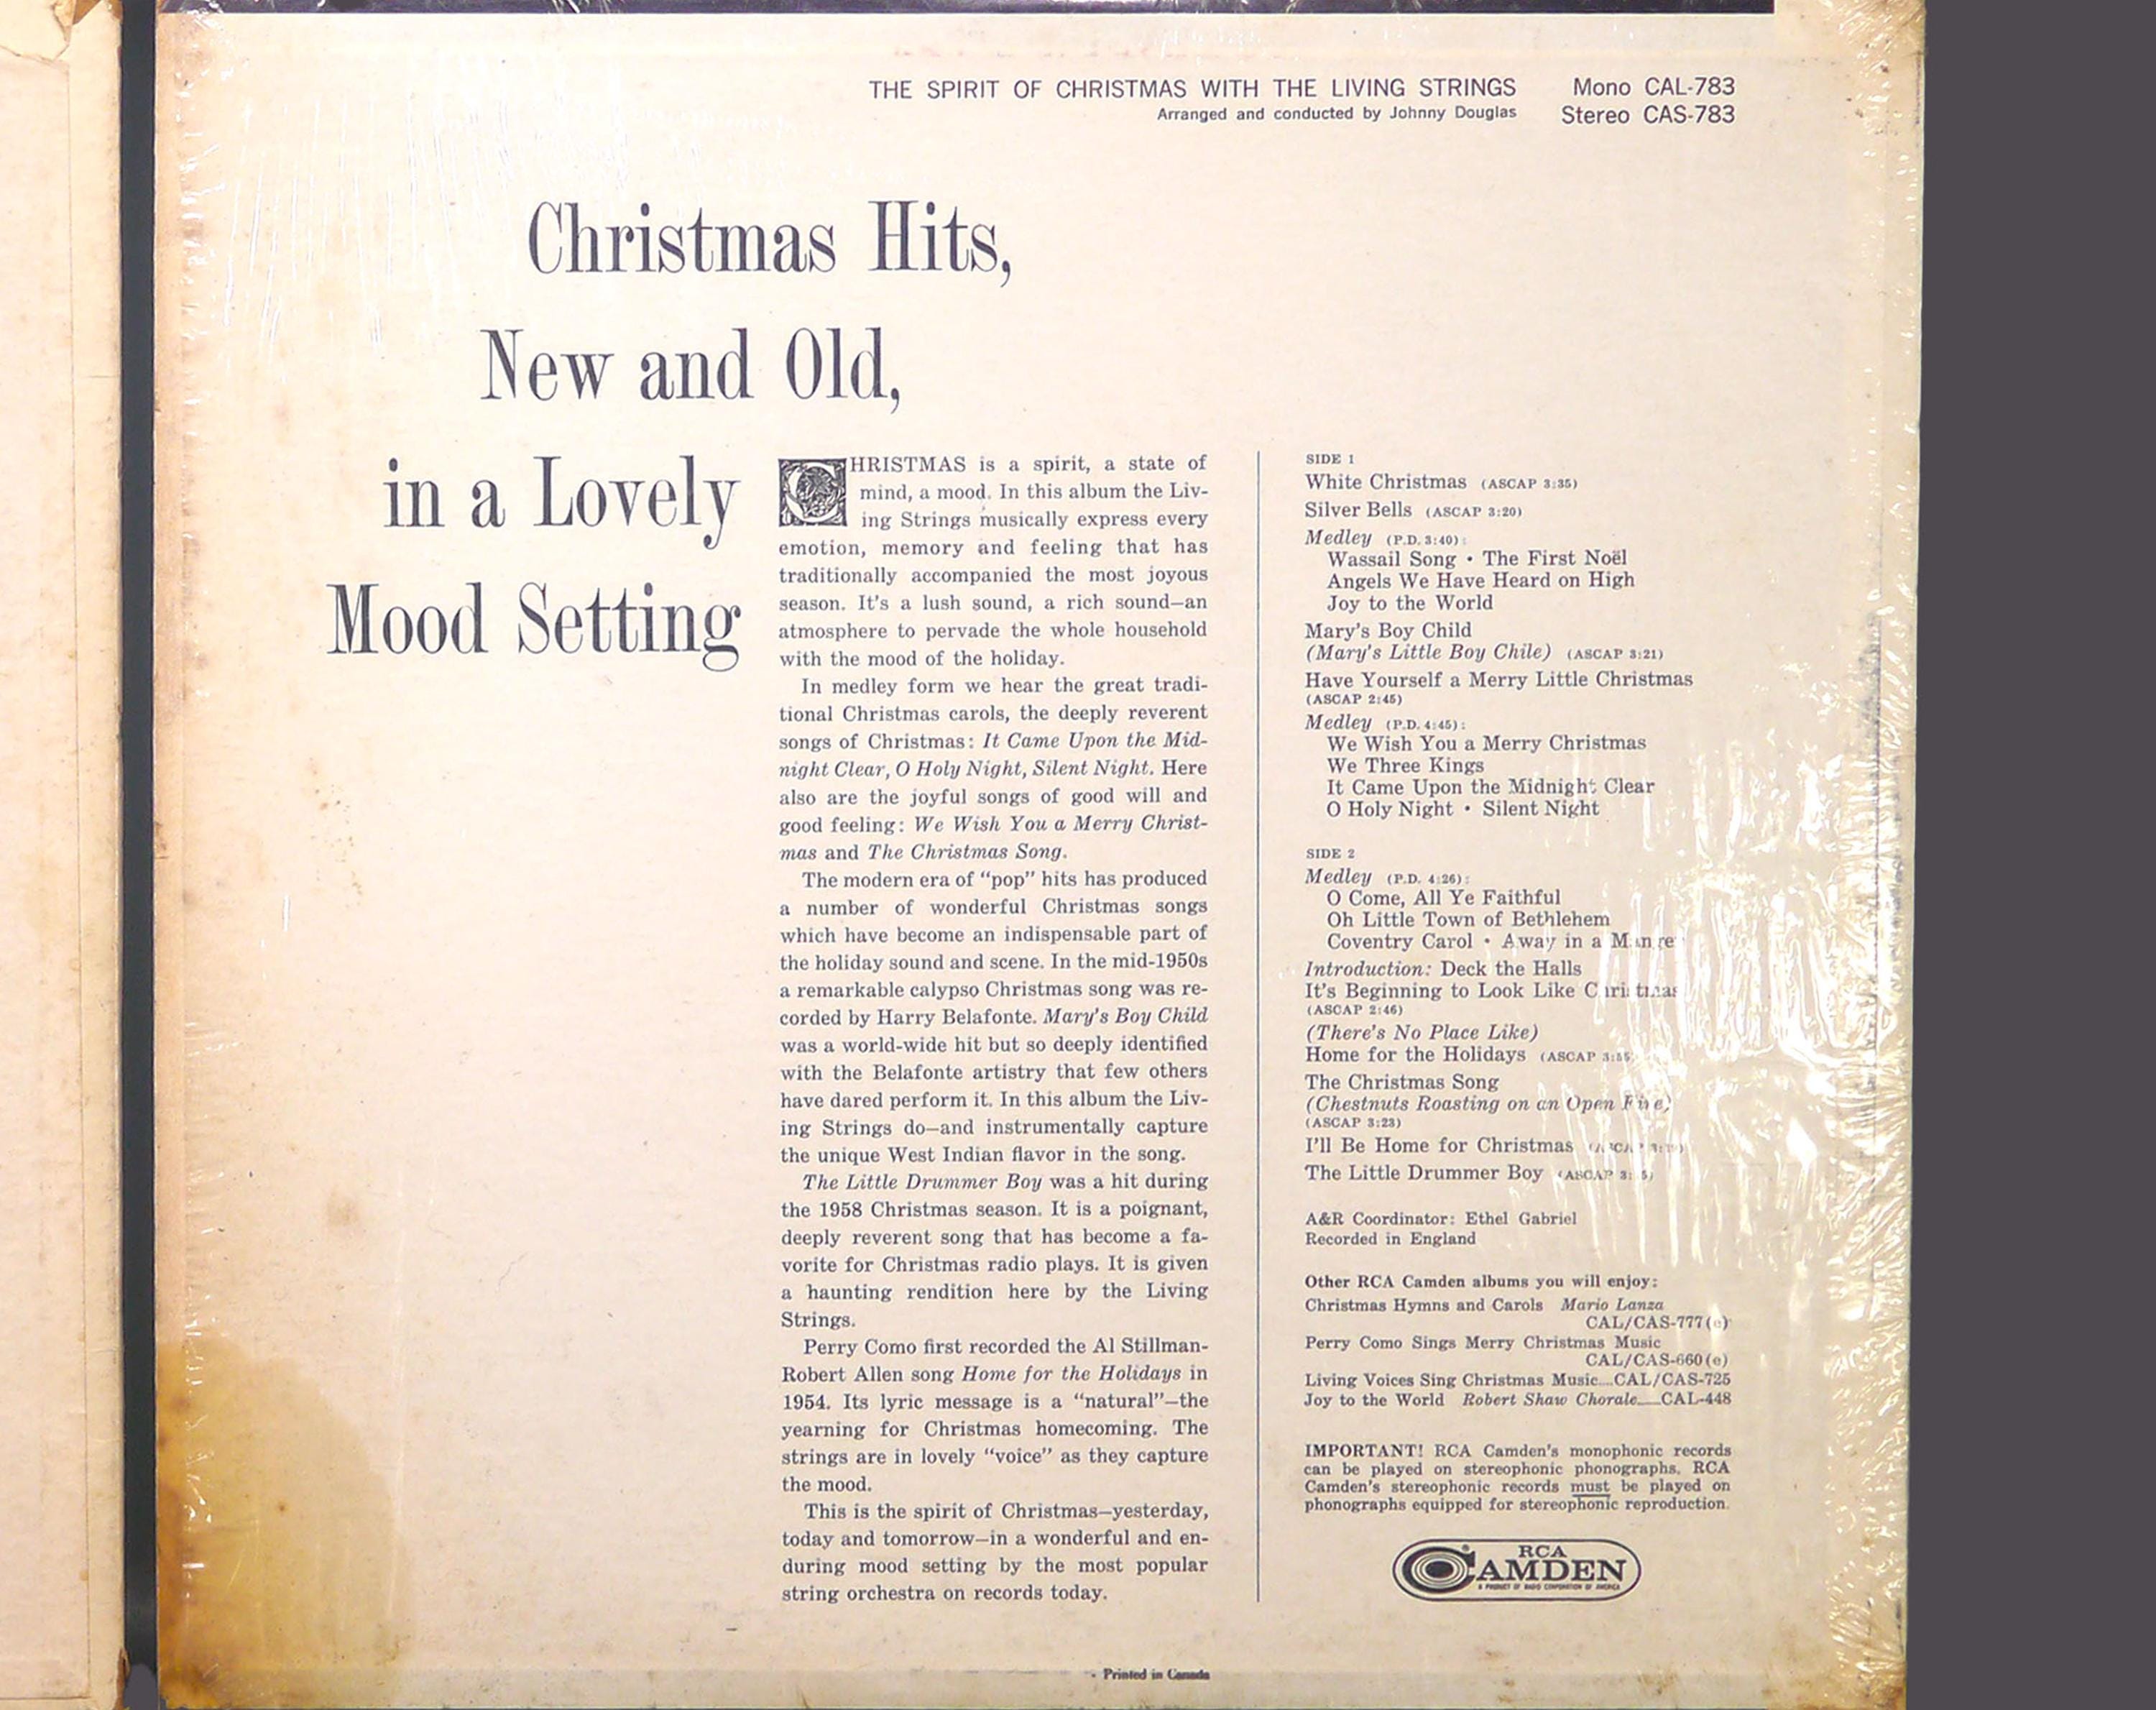 THE SPIRIT OF CHRISTMAS WITH THE LIVING STRINGS
Arranged and conducted by Johnny Douglas
Mono CAL-783
Stereo CAS-783
Christmas Hits,
New and Old,
in a Lovely
Mood Setting
CHRISTMAS is a spirit, a state of
mind, a mood. In this album the Liv-
ing Strings musically express every
emotion, memory and feeling that has
traditionally accompanied the most joyous
season. It's a lush sound, a rich sound—an
atmosphere to pervade the whole household
with the mood of the holiday.
In medley form we hear the great tradi-
tional Christmas carols, the deeply reverent
songs of Christmas: It Came Upon the Mid-
night Clear, O Holy Night, Silent Night. Here
also are the joyful songs of good will and
good feeling: We Wish You a Merry Christ-
mas and The Christmas Song.
The modern era of "pop" hits has produced
a number of wonderful Christmas songs
which have become an indispensable part of
the holiday sound and scene. In the mid-1950s
a remarkable calypso Christmas song was re-
corded by Harry Belafonte. Mary's Boy Child
was a world-wide hit but so deeply identified
with the Belafonte artistry that few others
have dared perform it. In this album the Liv-
ing Strings do—and instrumentally capture
the unique West Indian flavor in the song.
The Little Drummer Boy was a hit during
the 1958 Christmas season. It is a poignant,
deeply reverent song that has become a fa-
vorite for Christmas radio plays. It is given
a haunting rendition here by the Living
Strings.
Perry Como first recorded the Al Stillman-
Robert Allen song Home for the Holidays in
1954. Its lyric message is a "natural"—the
yearning for Christmas homecoming. The
strings are in lovely "voice" as they capture
the mood.
This is the spirit of Christmas—yesterday,
today and tomorrow—in a wonderful and en-
during mood setting by the most popular
string orchestra on records today.
SIDE 1
White Christmas (ASCAP 3:35)
Silver Bells (ASCAP 3:20)
Medley (P.D. 3:40):
Wassail Song • The First Noël
Angels We Have Heard on High
Joy to the World
Mary's Boy Child
(Mary's Little Boy Chile) (ASCAP 3:21)
Have Yourself a Merry Little Christmas
(ASCAP 2:45)
Medley (P.D. 4:45):
We Wish You a Merry Christmas
We Three Kings
It Came Upon the Midnight Clear
O Holy Night • Silent Night
SIDE 2
Medley (P.D. 4:26):
O Come, All Ye Faithful
Oh Little Town of Bethlehem
Coventry Carol • Away in a Manger
Introduction: Deck the Halls
It's Beginning to Look Like Christmas
(ASCAP 2:46)
(There's No Place Like)
Home for the Holidays (ASCAP
The Christmas Song
(Chestnuts Roasting on an Open Fire)
(ASCAP 3:23)
I'll Be Home for Christmas
The Little Drummer Boy (ASCAP
A&R Coordinator: Ethel Gabriel
Recorded in England
Other RCA Camden albums you will enjoy:
Christmas Hymns and Carols Mario Lanza
CAL/CAS-777(e)
Perry Como Sings Merry Christmas Music
CAL/CAS-660(e)
Living Voices Sing Christmas Music....CAL/CAS-725
Joy to the World Robert Shaw Chorale.....CAL-448
IMPORTANT! RCA Camden's monophonic records
can be played on stereophonic phonographs. RCA
Camden's stereophonic records must be played on
phonographs equipped for stereophonic reproduction.
RCA
CAMDEN
A PRODUCT OF RADIO CORPORATION OF AMERICA
Printed in Canada